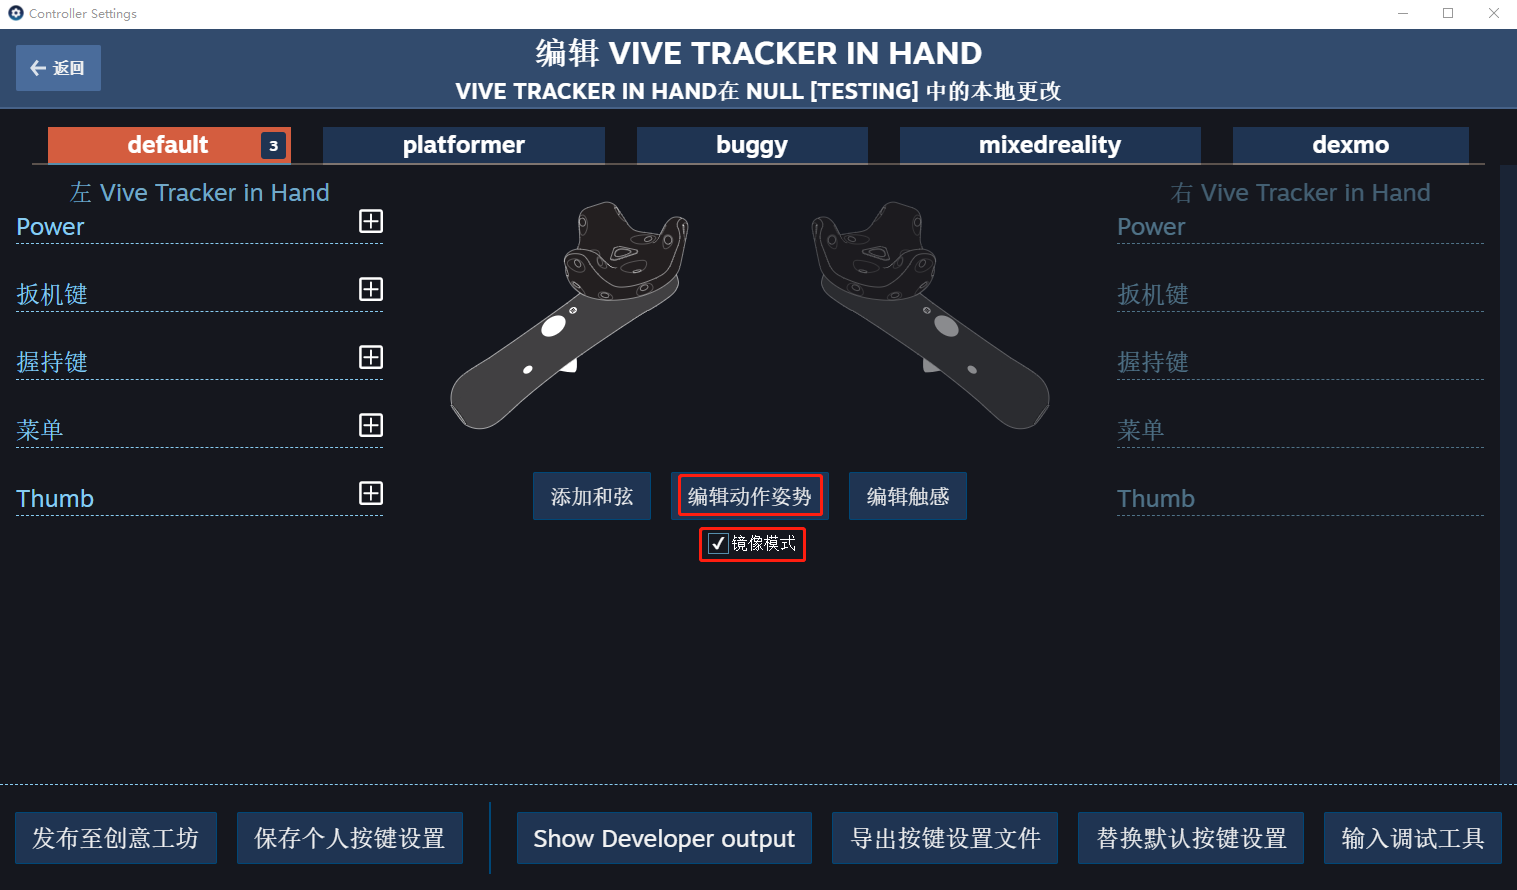 Controller Settings
返回
编辑 VIVE TRACKER IN HAND
VIVE TRACKER IN HAND在 NULL [TESTING] 中的本地更改
default 3
platformer
buggy
mixedreality
dexmo
左 Vive Tracker in Hand
Power
扳机键
握持键
菜单
Thumb
右 Vive Tracker in Hand
Power
扳机键
握持键
菜单
Thumb
添加和弦
编辑动作姿势
编辑触感
镜像模式
发布至创意工坊
保存个人按键设置
Show Developer output
导出按键设置文件
替换默认按键设置
输入调试工具